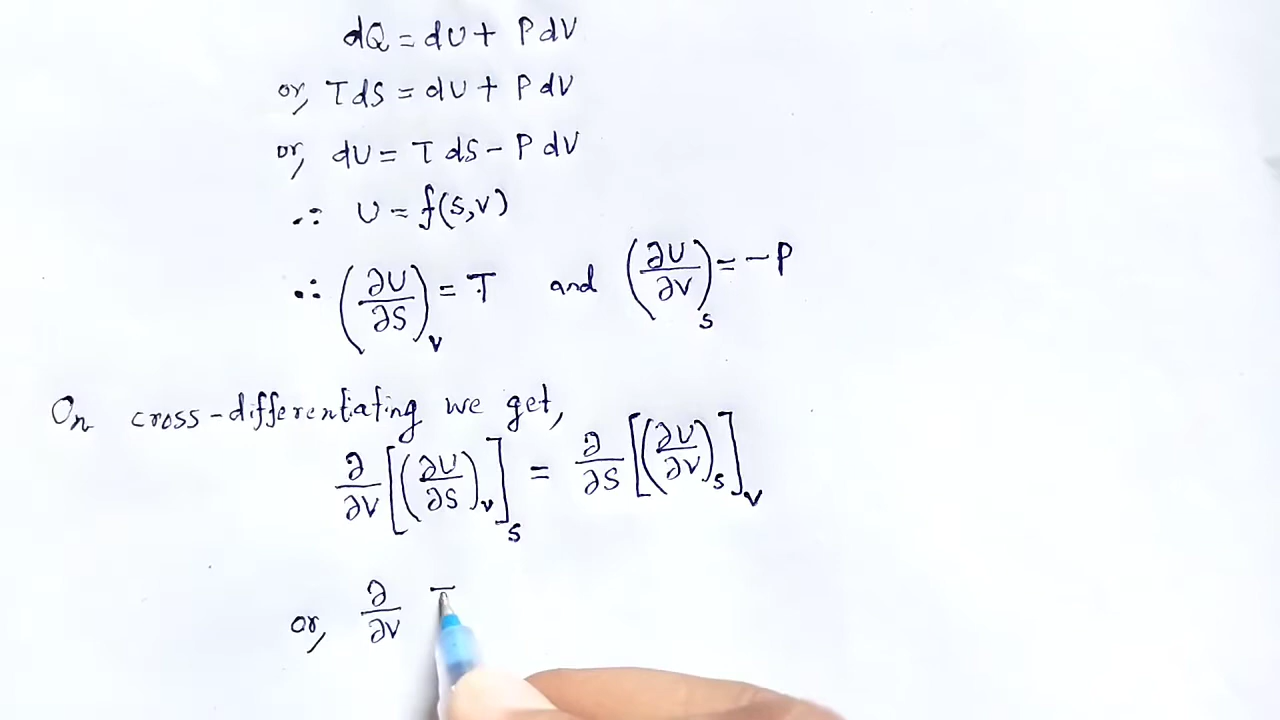 dQ = dU + PdV
or, TdS = dU + PdV
or, dU = TdS - PdV
∴ U = f(S,V)
∴ (∂U/∂S)_V = T and (∂U/∂V)_S = -P
On cross-differentiating we get,
∂/∂V [(∂U/∂S)_V]_S = ∂/∂S [(∂U/∂V)_S]_V
or, ∂/∂V